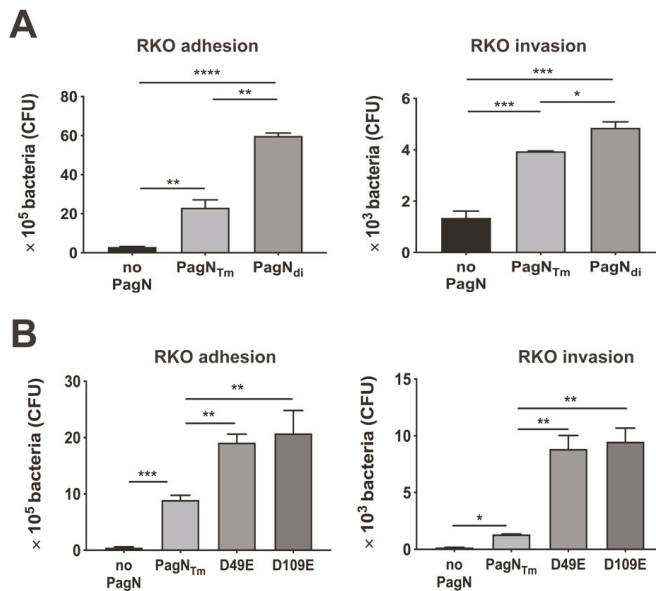 A
RKO adhesion
× 10⁵ bacteria (CFU)
80
60
40
20
0
****
**
**
no PagN
PagN_Tm
PagN_di
RKO invasion
× 10³ bacteria (CFU)
6
4
2
0
***
***
*
no PagN
PagN_Tm
PagN_di
B
RKO adhesion
× 10⁵ bacteria (CFU)
30
20
10
0
**
**
***
no PagN
PagN_Tm
D49E
D109E
RKO invasion
× 10³ bacteria (CFU)
15
10
5
0
**
**
*
no PagN
PagN_Tm
D49E
D109E